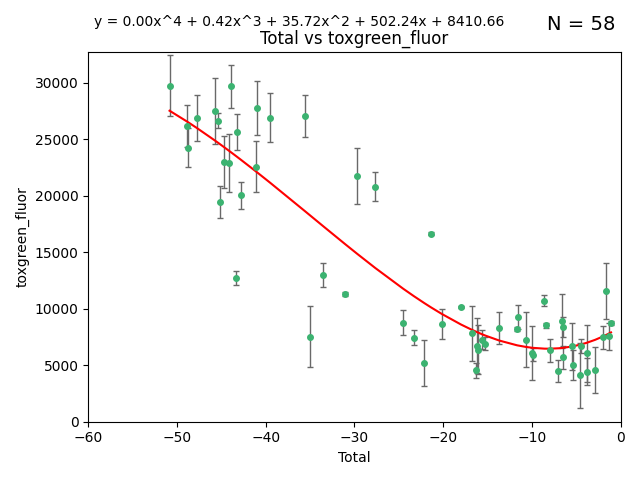 y = 0.00x^4 + 0.42x^3 + 35.72x^2 + 502.24x + 8410.66
N = 58
Total vs toxgreen_fluor
30000
25000
20000
15000
10000
5000
0
toxgreen_fluor
−60
−50
−40
−30
−20
−10
0
Total